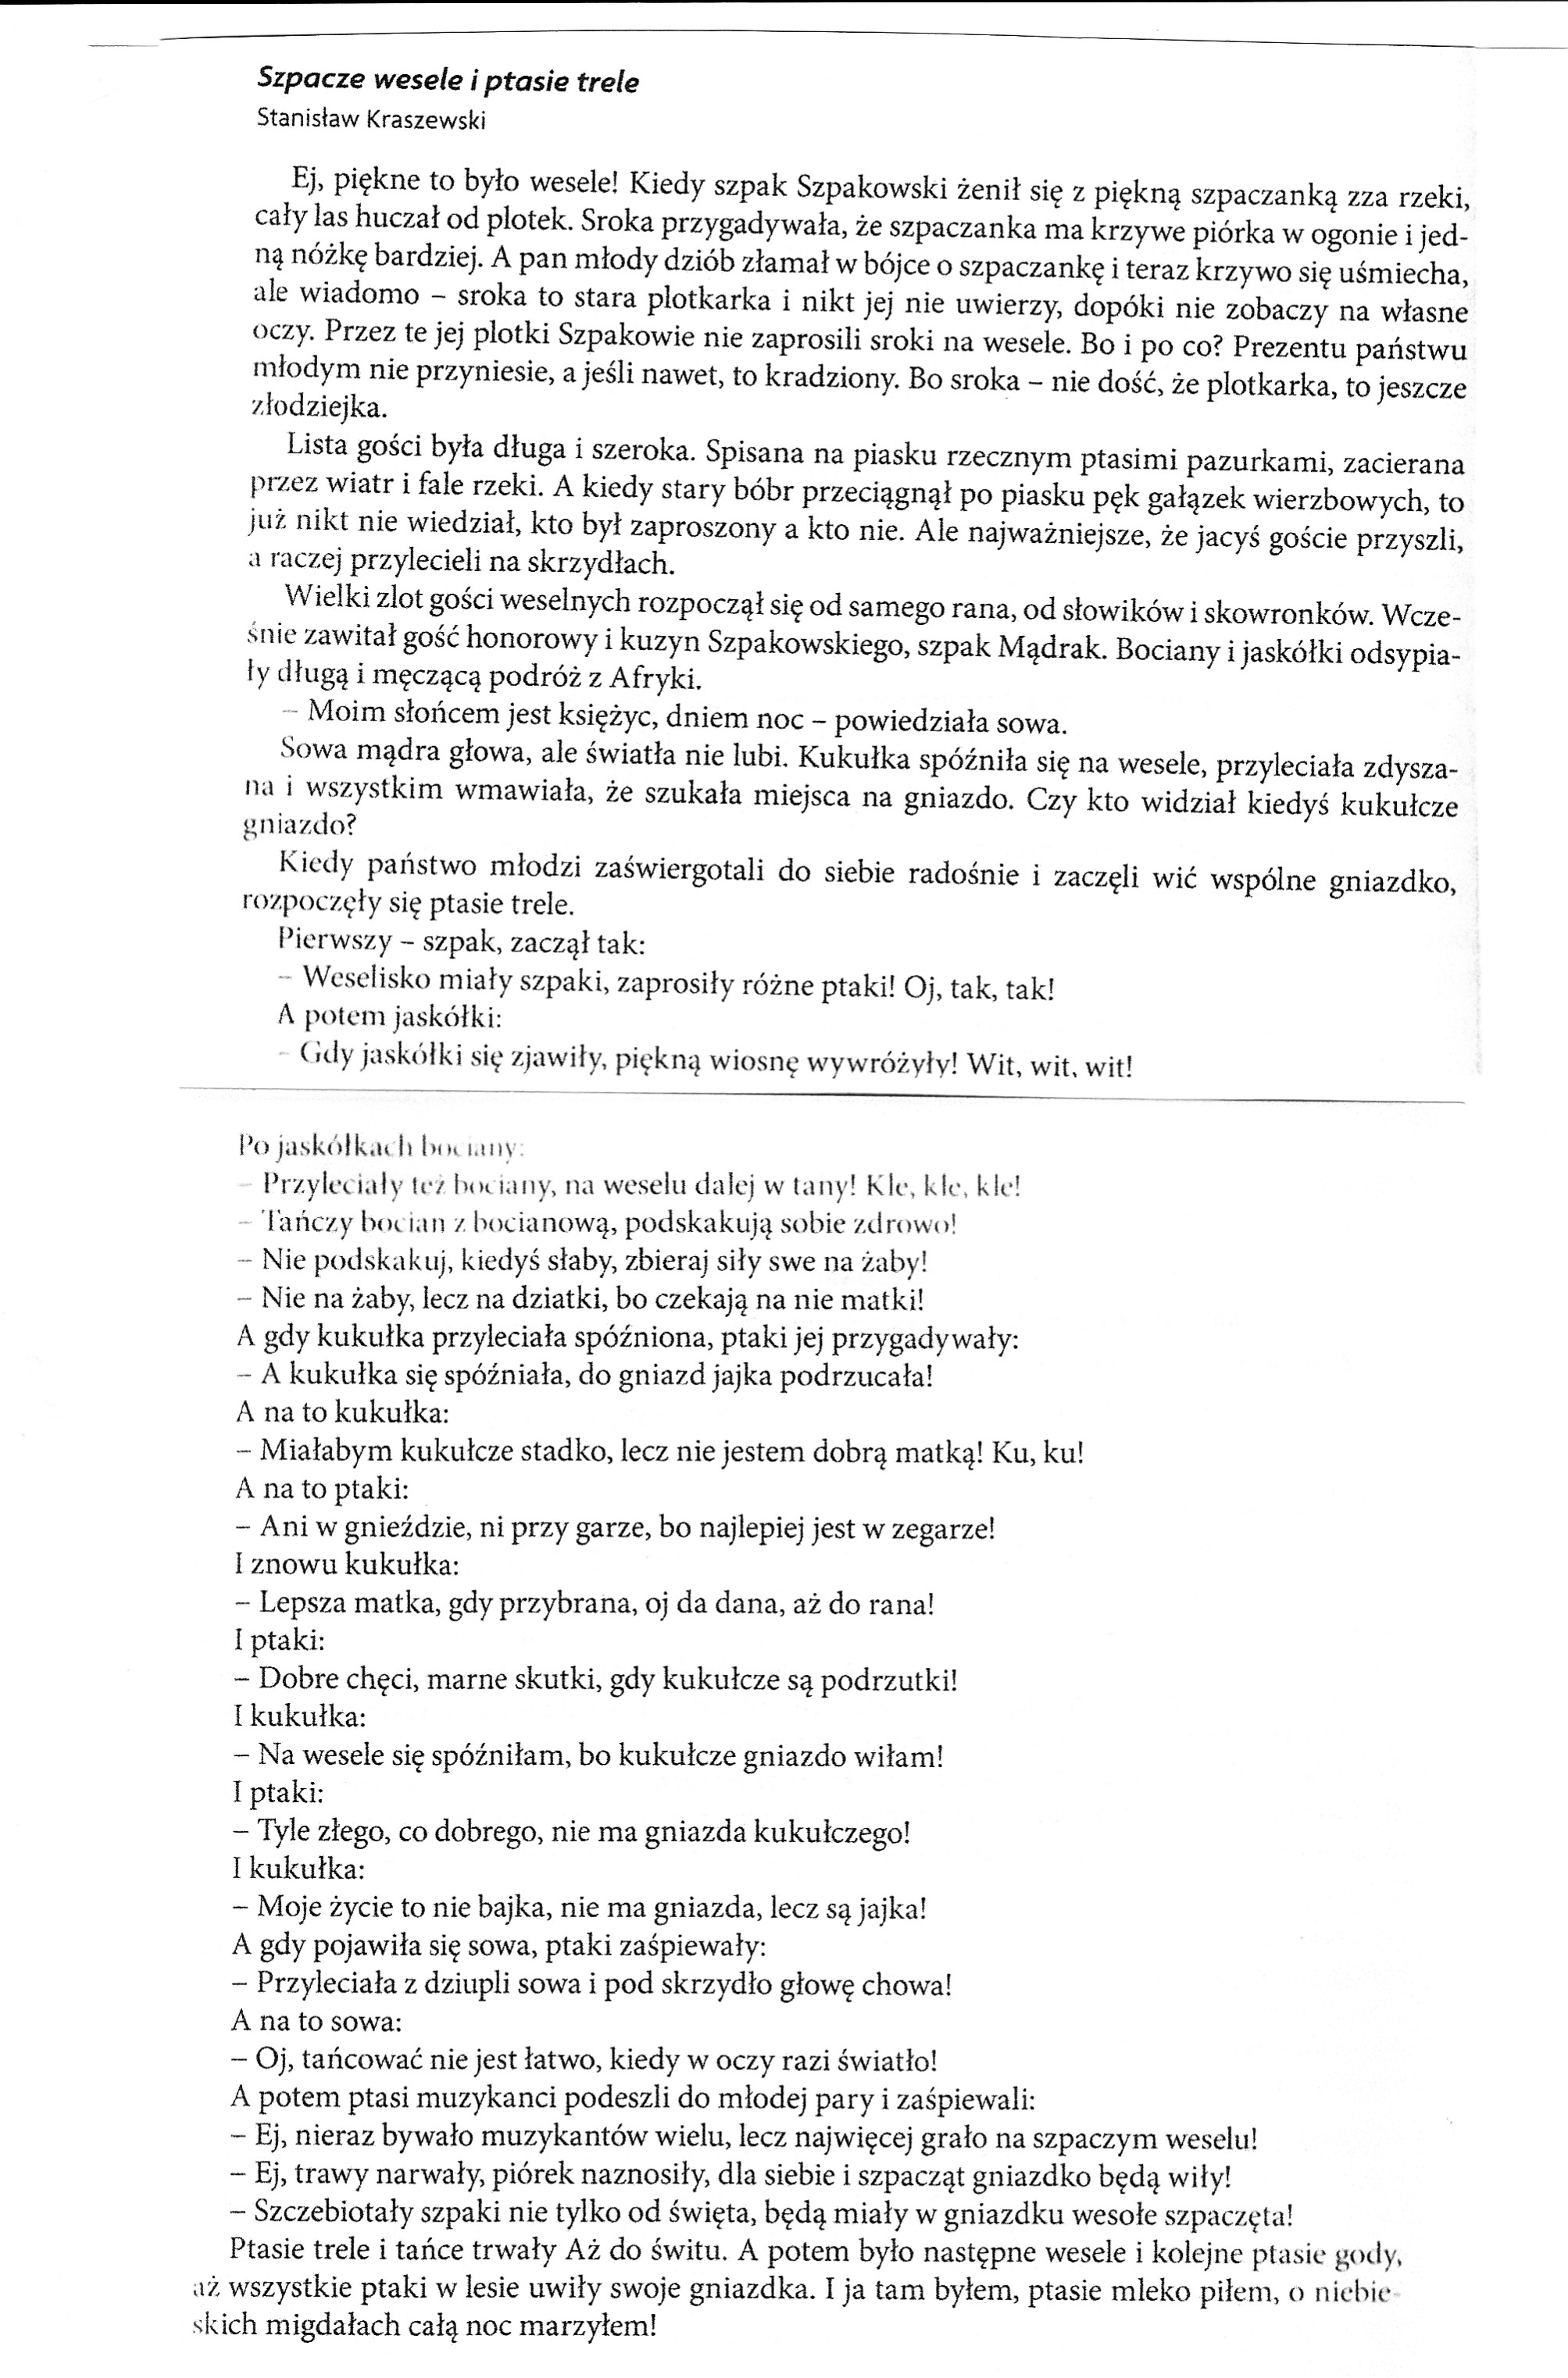 Szpacze wesele i ptasie trele
Stanisław Kraszewski
Ej, piękne to było wesele! Kiedy szpak Szpakowski żenił się z piękną szpaczanką zza rzeki,
cały las huczał od plotek. Sroka przygadywała, że szpaczanka ma krzywe piórka w ogonie i jed-
ną nóżkę bardziej. A pan młody dziób złamał w bójce o szpaczankę i teraz krzywo się uśmiecha,
ale wiadomo – sroka to stara plotkarka i nikt jej nie uwierzy, dopóki nie zobaczy na własne
oczy. Przez te jej plotki Szpakowie nie zaprosili sroki na wesele. Bo i po co? Prezentu państwu
młodym nie przyniesie, a jeśli nawet, to kradziony. Bo sroka – nie dość, że plotkarka, to jeszcze
złodziejka.
Lista gości była długa i szeroka. Spisana na piasku rzecznym ptasimi pazurkami, zacierana
przez wiatr i fale rzeki. A kiedy stary bóbr przeciągnął po piasku pęk gałązek wierzbowych, to
już nikt nie wiedział, kto był zaproszony a kto nie. Ale najważniejsze, że jacyś goście przyszli,
a raczej przylecieli na skrzydłach.
Wielki zlot gości weselnych rozpoczął się od samego rana, od słowików i skowronków. Wcze-
śnie zawitał gość honorowy i kuzyn Szpakowskiego, szpak Mądrak. Bociany i jaskółki odsypia-
ły długą i męczącą podróż z Afryki.
– Moim słońcem jest księżyc, dniem noc – powiedziała sowa.
Sowa mądra głowa, ale światła nie lubi. Kukułka spóźniła się na wesele, przyleciała zdysza-
na i wszystkim wmawiała, że szukała miejsca na gniazdo. Czy kto widział kiedyś kukułcze
gniazdo?
Kiedy państwo młodzi zaświergotali do siebie radośnie i zaczęli wić wspólne gniazdko,
rozpoczęły się ptasie trele.
Pierwszy – szpak, zaczął tak:
– Weselisko miały szpaki, zaprosiły różne ptaki! Oj, tak, tak!
A potem jaskółki:
– Gdy jaskółki się zjawiły, piękną wiosnę wywróżyły! Wit, wit, wit!
Po jaskółkach bociany:
– Przyleciały też bociany, na weselu dalej w tany! Kle, kle, kle!
– Tańczy bocian z bocianową, podskakują sobie zdrowo!
– Nie podskakuj, kiedyś słaby, zbieraj siły swe na żaby!
– Nie na żaby, lecz na dziatki, bo czekają na nie matki!
A gdy kukułka przyleciała spóźniona, ptaki jej przygadywały:
– A kukułka się spóźniała, do gniazd jajka podrzucała!
A na to kukułka:
– Miałabym kukułcze stadko, lecz nie jestem dobrą matką! Ku, ku!
A na to ptaki:
– Ani w gnieździe, ni przy garze, bo najlepiej jest w zegarze!
I znowu kukułka:
– Lepsza matka, gdy przybrana, oj da dana, aż do rana!
I ptaki:
– Dobre chęci, marne skutki, gdy kukułcze są podrzutki!
I kukułka:
– Na wesele się spóźniłam, bo kukułcze gniazdo wiłam!
I ptaki:
– Tyle złego, co dobrego, nie ma gniazda kukułczego!
I kukułka:
– Moje życie to nie bajka, nie ma gniazda, lecz są jajka!
A gdy pojawiła się sowa, ptaki zaśpiewały:
– Przyleciała z dziupli sowa i pod skrzydło głowę chowa!
A na to sowa:
– Oj, tańcować nie jest łatwo, kiedy w oczy razi światło!
A potem ptasi muzykanci podeszli do młodej pary i zaśpiewali:
– Ej, nieraz bywało muzykantów wielu, lecz najwięcej grało na szpaczym weselu!
– Ej, trawy narwały, piórek naznosiły, dla siebie i szpacząt gniazdko będą wiły!
– Szczebiotały szpaki nie tylko od święta, będą miały w gniazdku wesołe szpaczęta!
Ptasie trele i tańce trwały Aż do świtu. A potem było następne wesele i kolejne ptasie gody,
aż wszystkie ptaki w lesie uwiły swoje gniazdka. I ja tam byłem, ptasie mleko piłem, o niebie-
skich migdałach całą noc marzyłem!